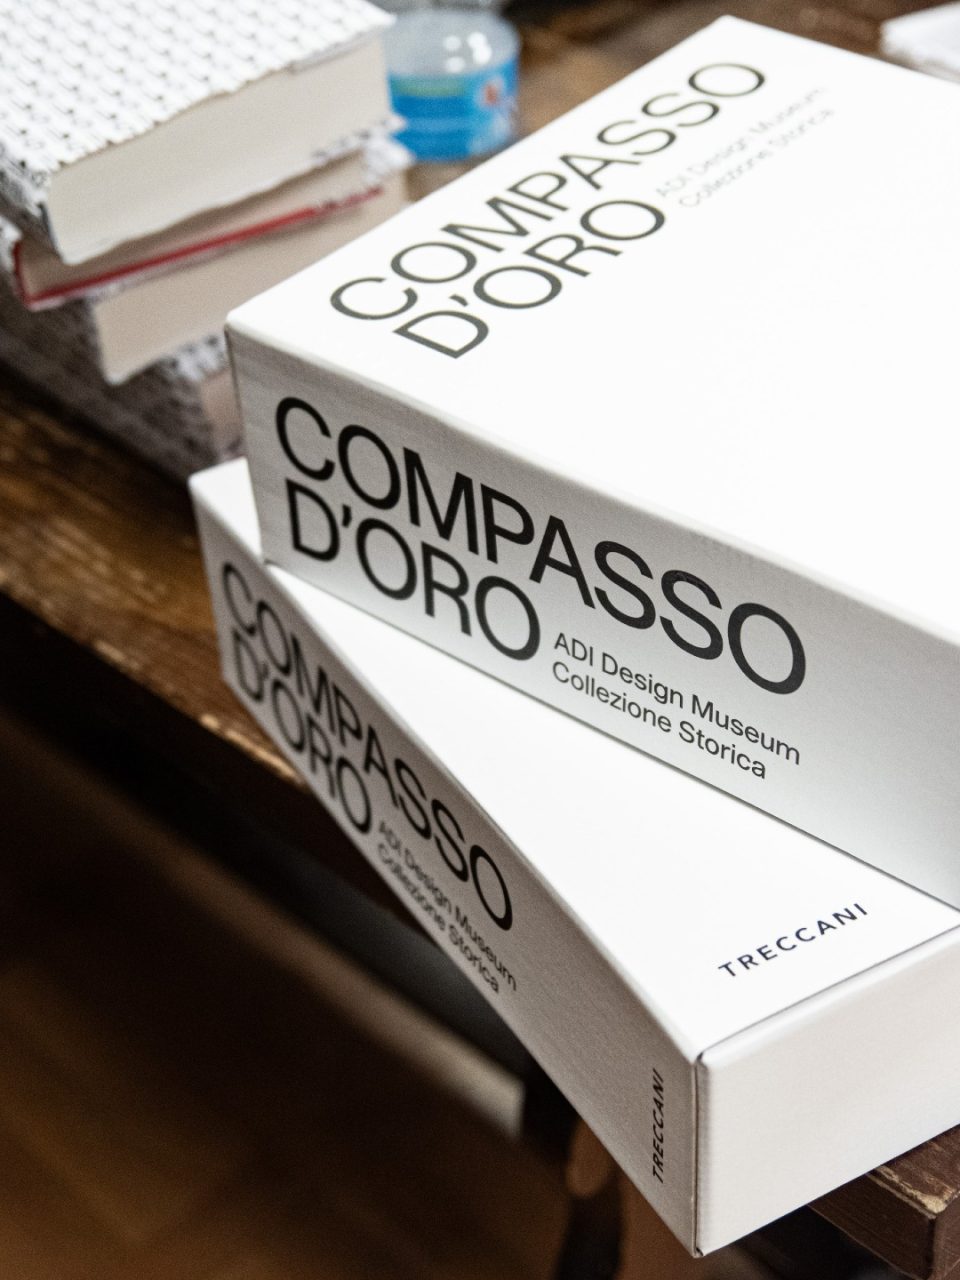 COMPASSO
D'ORO
ADI Design Museum
Collezione Storica
COMPASSO
D'ORO
ADI Design Museum
Collezione Storica
COMPASSO
D'ORO
ADI Design Museum
Collezione Storica
TRECCANI
TRECCANI